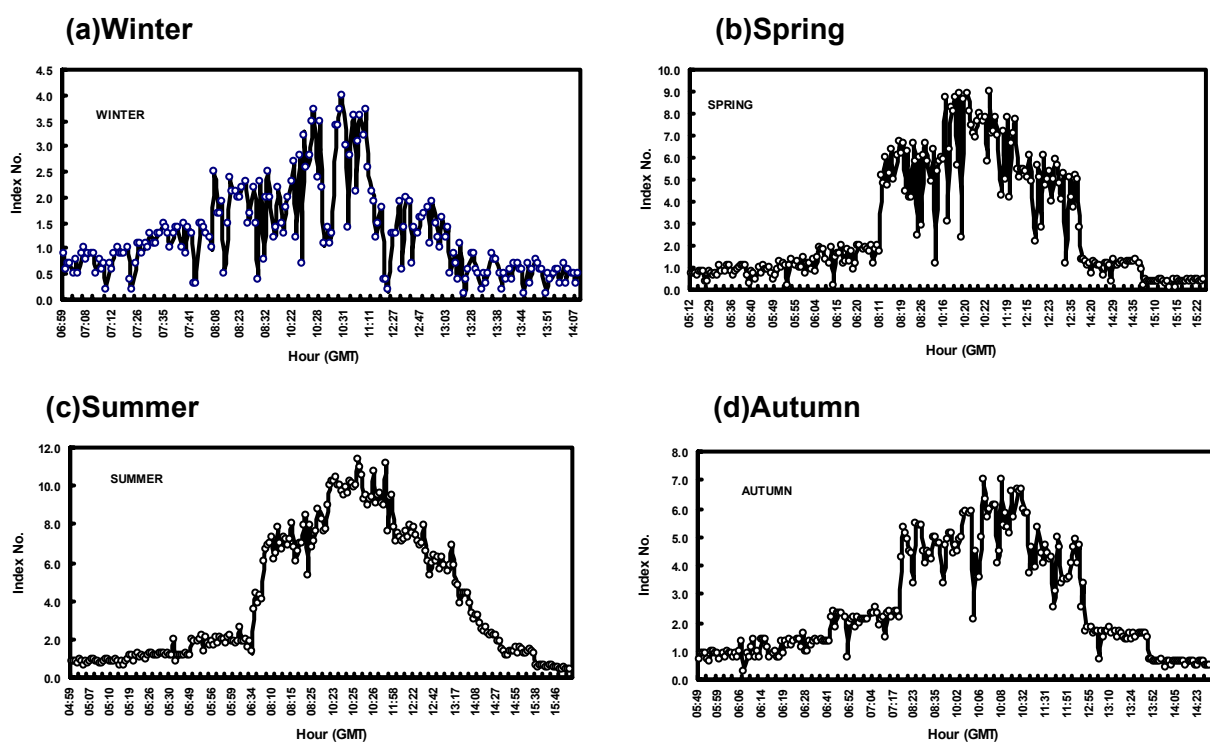 (a)Winter
4.5
4.0
3.5
3.0
2.5
2.0
1.5
1.0
0.5
0.0
Index No.
WINTER
06:59 07:08 07:12 07:26 07:35 07:41 08:08 08:23 08:32 10:22 10:28 10:31 11:11 12:27 12:47 13:03 13:28 13:38 13:44 13:51 14:07
Hour (GMT)
(b)Spring
10.0
9.0
8.0
7.0
6.0
5.0
4.0
3.0
2.0
1.0
0.0
Index No.
SPRING
05:12 05:29 05:36 05:49 05:55 06:04 06:15 06:20 08:11 08:19 08:26 10:16 10:20 10:22 11:19 12:15 12:23 12:35 14:20 14:29 14:35 15:10 15:15 15:22
Hour (GMT)
(c)Summer
12.0
10.0
8.0
6.0
4.0
2.0
0.0
Index No.
SUMMER
04:59 05:07 05:10 05:19 05:26 05:30 05:49 05:56 05:59 06:34 08:10 08:15 08:25 10:23 10:25 10:26 11:58 12:22 12:42 13:17 14:08 14:27 14:55 15:38 15:46
Hour (GMT)
(d)Autumn
8.0
7.0
6.0
5.0
4.0
3.0
2.0
1.0
0.0
Index No.
AUTUMN
05:49 05:59 06:06 06:14 06:19 06:28 06:41 06:52 07:04 07:17 08:23 08:35 10:02 10:06 10:08 10:32 11:31 11:51 12:55 13:08 13:24 13:52 14:05 14:23
Hour (GMT)